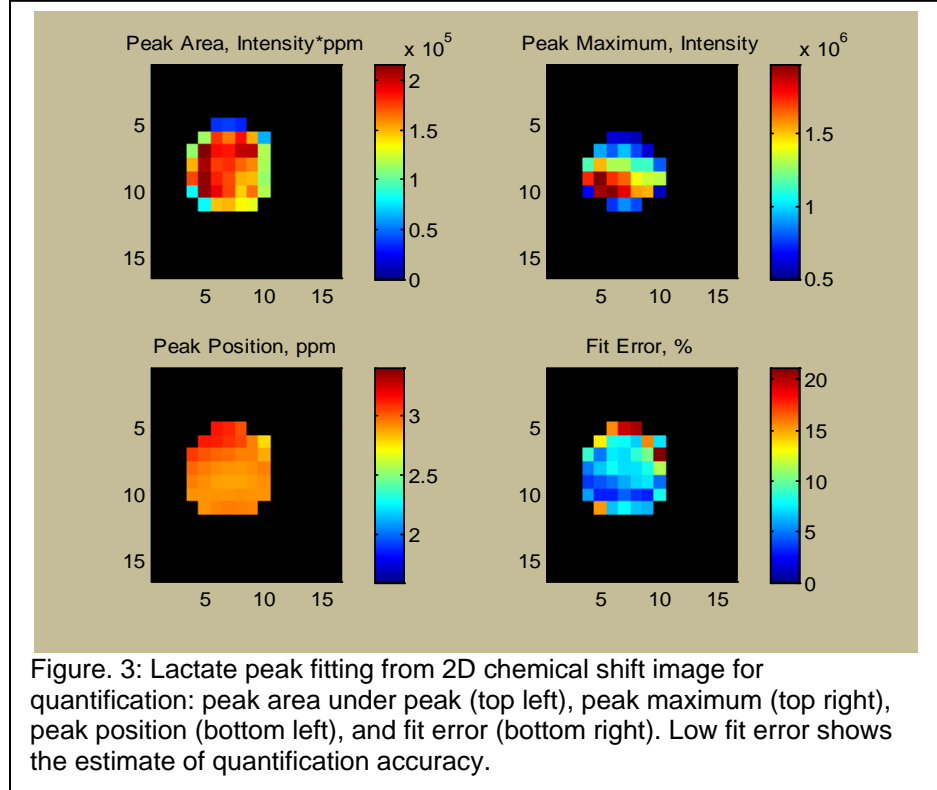 Peak Area, Intensity*ppm
x 10^5
5
10
15
5 10 15
2
1.5
1
0.5
0
Peak Maximum, Intensity
x 10^6
5
10
15
5 10 15
1.5
1
0.5
Peak Position, ppm
5
10
15
5 10 15
3
2.5
2
Fit Error, %
5
10
15
5 10 15
20
15
10
5
0
Figure. 3: Lactate peak fitting from 2D chemical shift image for
quantification: peak area under peak (top left), peak maximum (top right),
peak position (bottom left), and fit error (bottom right). Low fit error shows
the estimate of quantification accuracy.